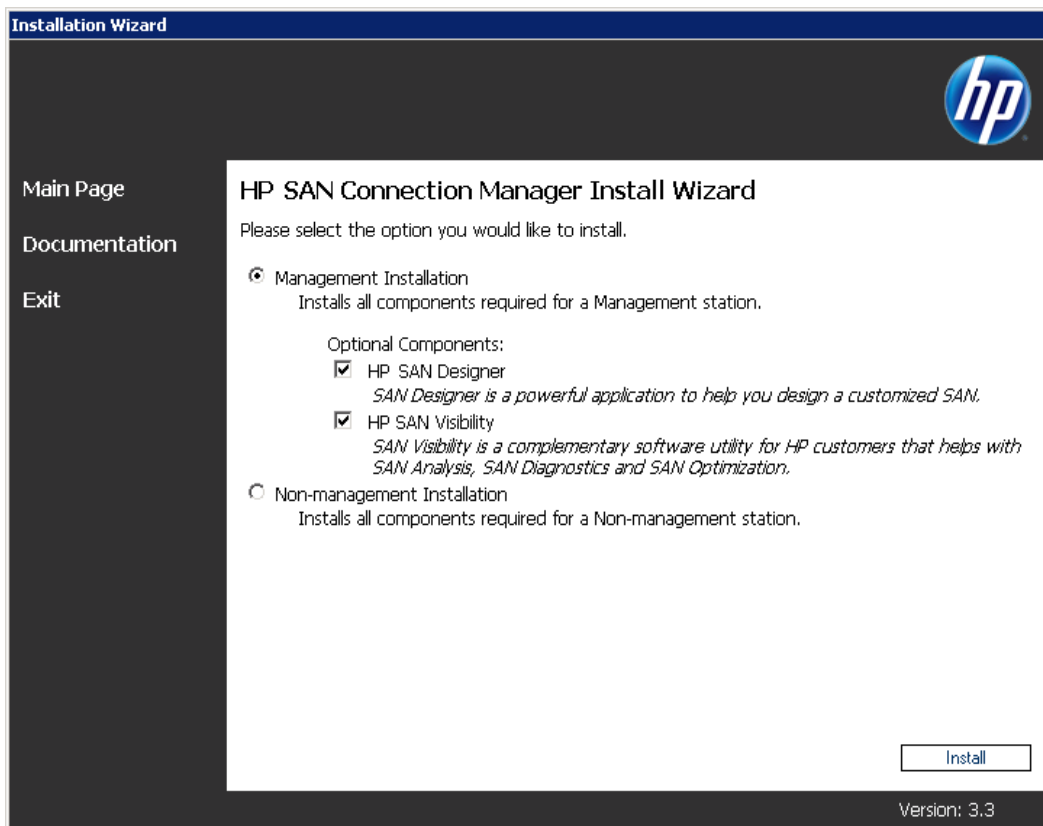 Installation Wizard
hp
Main Page
Documentation
Exit
HP SAN Connection Manager Install Wizard
Please select the option you would like to install.
Management Installation
Installs all components required for a Management station.
Optional Components:
HP SAN Designer
SAN Designer is a powerful application to help you design a customized SAN.
HP SAN Visibility
SAN Visibility is a complementary software utility for HP customers that helps with
SAN Analysis, SAN Diagnostics and SAN Optimization.
Non-management Installation
Installs all components required for a Non-management station.
Install
Version: 3.3